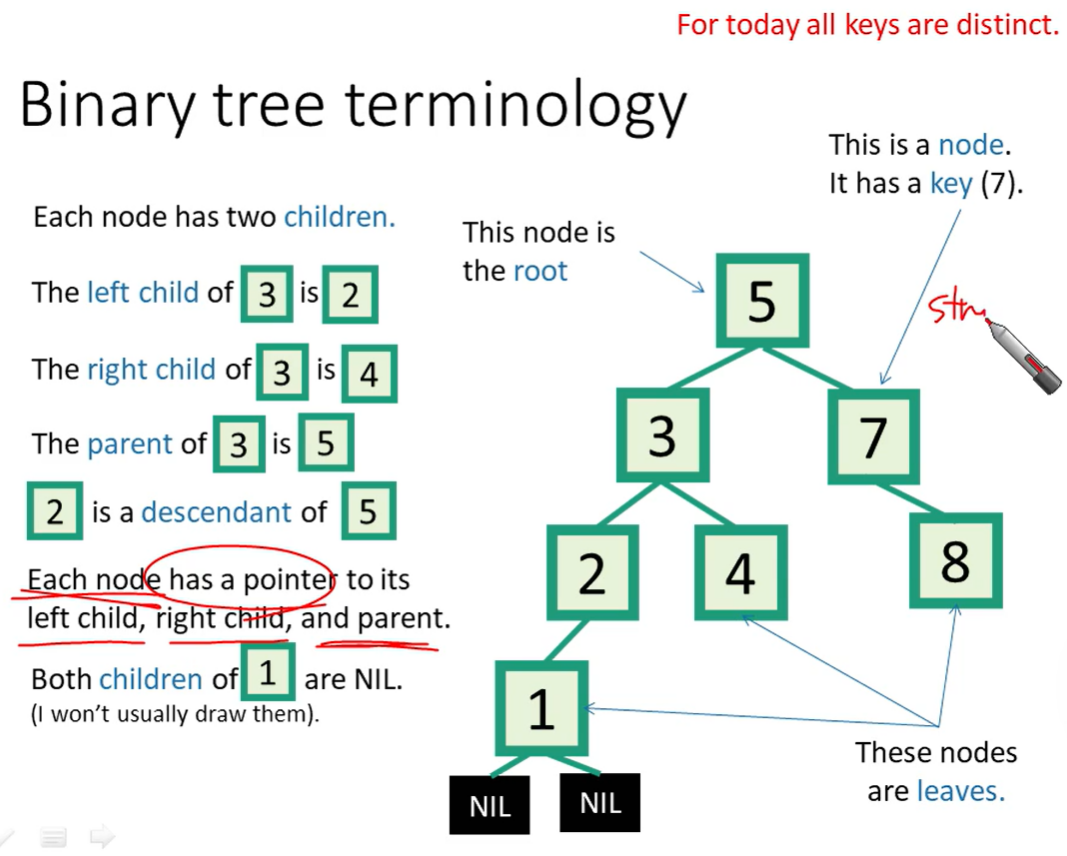 For today all keys are distinct.
Binary tree terminology
This is a node.
It has a key (7).
Each node has two children.
This node is
the root
The left child of 3 is 2
The right child of 3 is 4
The parent of 3 is 5
2 is a descendant of 5
Each node has a pointer to its
left child, right child, and parent.
Both children of 1 are NIL.
(I won't usually draw them).
5
3
7
2
4
8
1
NIL
NIL
These nodes
are leaves.